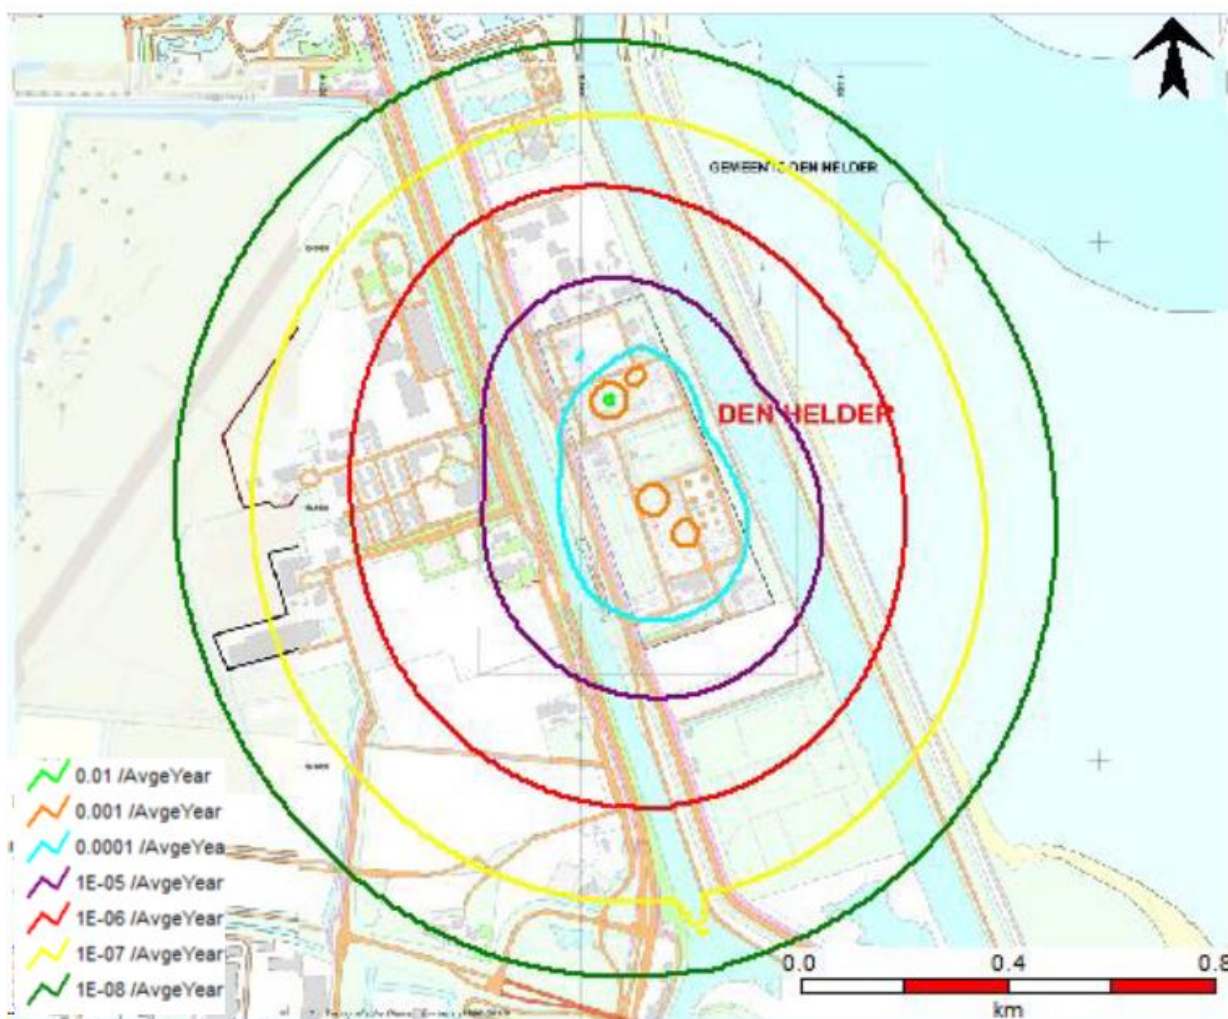 GEMEENTE DEN HELDER
DEN HELDER
0.01 /AvgeYear
0.001 /AvgeYear
0.0001 /AvgeYea
1E-05 /AvgeYear
1E-06 /AvgeYear
1E-07 /AvgeYear
1E-08 /AvgeYear
0.0 0.4 0.8
km